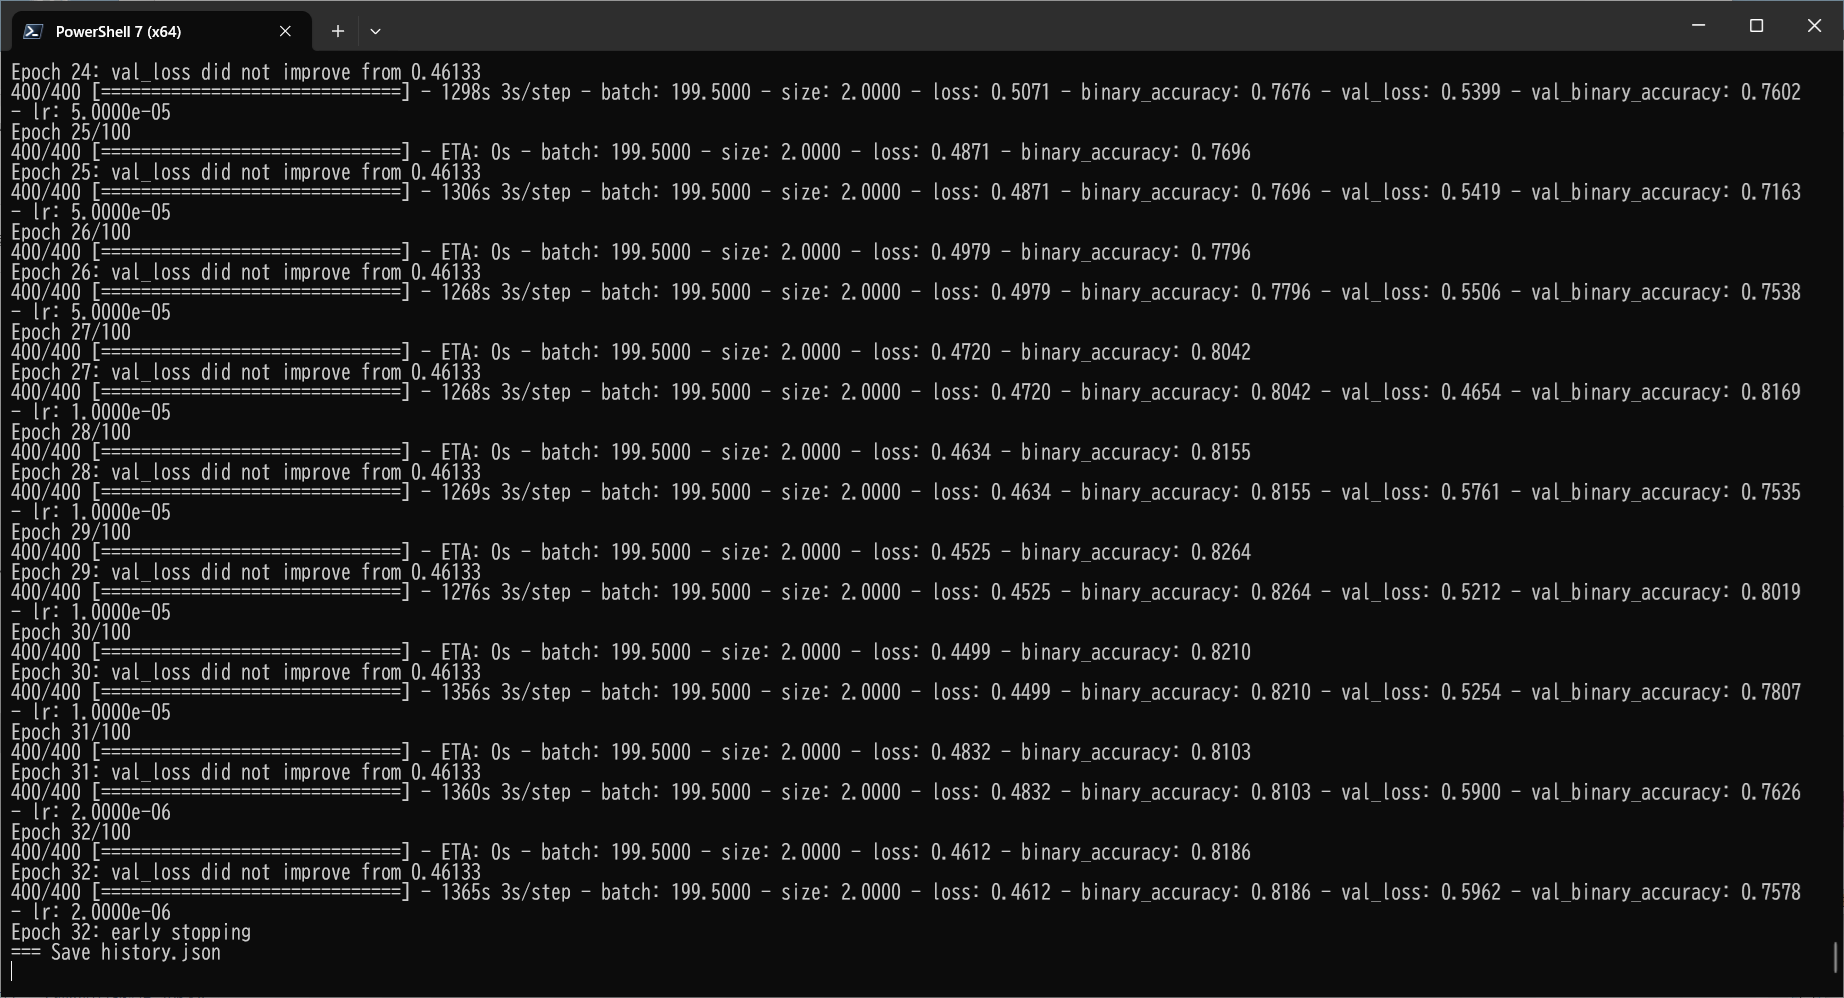 PowerShell 7 (x64)
Epoch 24: val_loss did not improve from 0.46133
400/400 [==============================] - 1298s 3s/step - batch: 199.5000 - size: 2.0000 - loss: 0.5071 - binary_accuracy: 0.7676 - val_loss: 0.5399 - val_binary_accuracy: 0.7602
- lr: 5.0000e-05
Epoch 25/100
400/400 [==============================] - ETA: 0s - batch: 199.5000 - size: 2.0000 - loss: 0.4871 - binary_accuracy: 0.7696
Epoch 25: val_loss did not improve from 0.46133
400/400 [==============================] - 1306s 3s/step - batch: 199.5000 - size: 2.0000 - loss: 0.4871 - binary_accuracy: 0.7696 - val_loss: 0.5419 - val_binary_accuracy: 0.7163
- lr: 5.0000e-05
Epoch 26/100
400/400 [==============================] - ETA: 0s - batch: 199.5000 - size: 2.0000 - loss: 0.4979 - binary_accuracy: 0.7796
Epoch 26: val_loss did not improve from 0.46133
400/400 [==============================] - 1268s 3s/step - batch: 199.5000 - size: 2.0000 - loss: 0.4979 - binary_accuracy: 0.7796 - val_loss: 0.5506 - val_binary_accuracy: 0.7538
- lr: 5.0000e-05
Epoch 27/100
400/400 [==============================] - ETA: 0s - batch: 199.5000 - size: 2.0000 - loss: 0.4720 - binary_accuracy: 0.8042
Epoch 27: val_loss did not improve from 0.46133
400/400 [==============================] - 1268s 3s/step - batch: 199.5000 - size: 2.0000 - loss: 0.4720 - binary_accuracy: 0.8042 - val_loss: 0.4654 - val_binary_accuracy: 0.8169
- lr: 1.0000e-05
Epoch 28/100
400/400 [==============================] - ETA: 0s - batch: 199.5000 - size: 2.0000 - loss: 0.4634 - binary_accuracy: 0.8155
Epoch 28: val_loss did not improve from 0.46133
400/400 [==============================] - 1269s 3s/step - batch: 199.5000 - size: 2.0000 - loss: 0.4634 - binary_accuracy: 0.8155 - val_loss: 0.5761 - val_binary_accuracy: 0.7535
- lr: 1.0000e-05
Epoch 29/100
400/400 [==============================] - ETA: 0s - batch: 199.5000 - size: 2.0000 - loss: 0.4525 - binary_accuracy: 0.8264
Epoch 29: val_loss did not improve from 0.46133
400/400 [==============================] - 1276s 3s/step - batch: 199.5000 - size: 2.0000 - loss: 0.4525 - binary_accuracy: 0.8264 - val_loss: 0.5212 - val_binary_accuracy: 0.8019
- lr: 1.0000e-05
Epoch 30/100
400/400 [==============================] - ETA: 0s - batch: 199.5000 - size: 2.0000 - loss: 0.4499 - binary_accuracy: 0.8210
Epoch 30: val_loss did not improve from 0.46133
400/400 [==============================] - 1356s 3s/step - batch: 199.5000 - size: 2.0000 - loss: 0.4499 - binary_accuracy: 0.8210 - val_loss: 0.5254 - val_binary_accuracy: 0.7807
- lr: 1.0000e-05
Epoch 31/100
400/400 [==============================] - ETA: 0s - batch: 199.5000 - size: 2.0000 - loss: 0.4832 - binary_accuracy: 0.8103
Epoch 31: val_loss did not improve from 0.46133
400/400 [==============================] - 1360s 3s/step - batch: 199.5000 - size: 2.0000 - loss: 0.4832 - binary_accuracy: 0.8103 - val_loss: 0.5900 - val_binary_accuracy: 0.7626
- lr: 2.0000e-06
Epoch 32/100
400/400 [==============================] - ETA: 0s - batch: 199.5000 - size: 2.0000 - loss: 0.4612 - binary_accuracy: 0.8186
Epoch 32: val_loss did not improve from 0.46133
400/400 [==============================] - 1365s 3s/step - batch: 199.5000 - size: 2.0000 - loss: 0.4612 - binary_accuracy: 0.8186 - val_loss: 0.5962 - val_binary_accuracy: 0.7578
- lr: 2.0000e-06
Epoch 32: early stopping
=== Save history.json